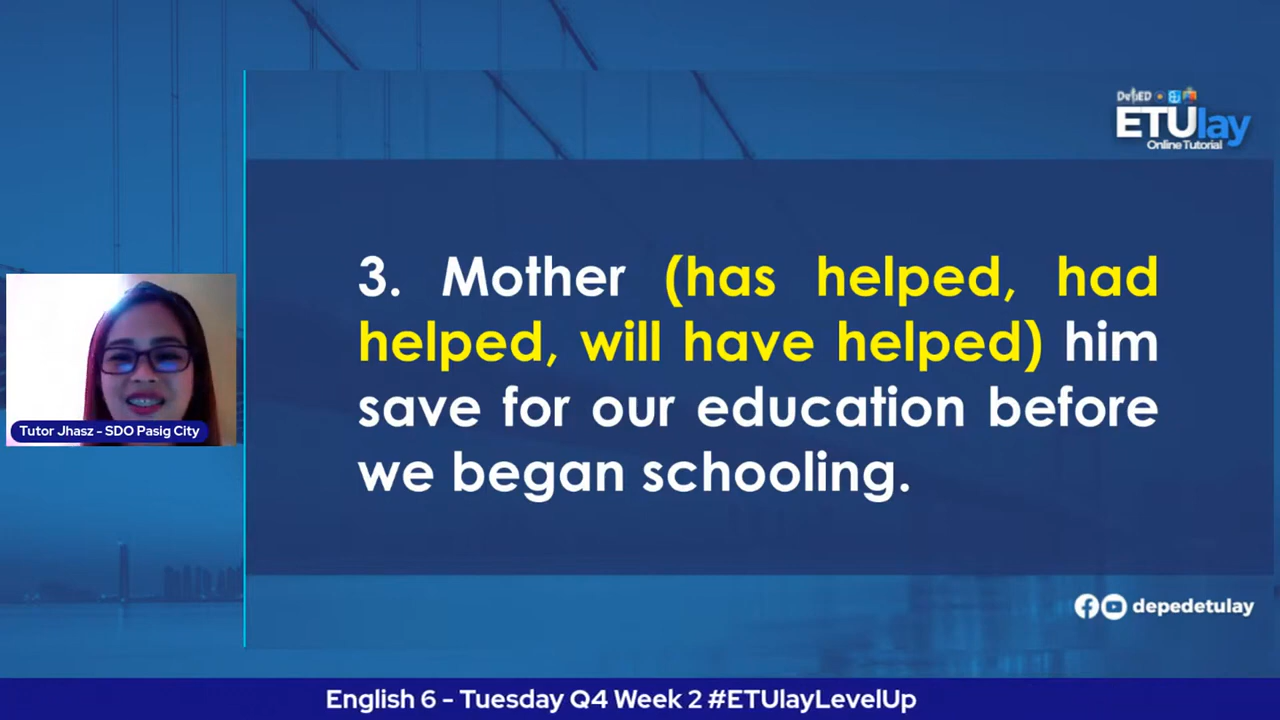 DepED
ETUlay
Online Tutorial
3. Mother (has helped, had
helped, will have helped) him
save for our education before
we began schooling.
Tutor Jhasz - SDO Pasig City
depedetulay
English 6 - Tuesday Q4 Week 2 #ETUlayLevelUp